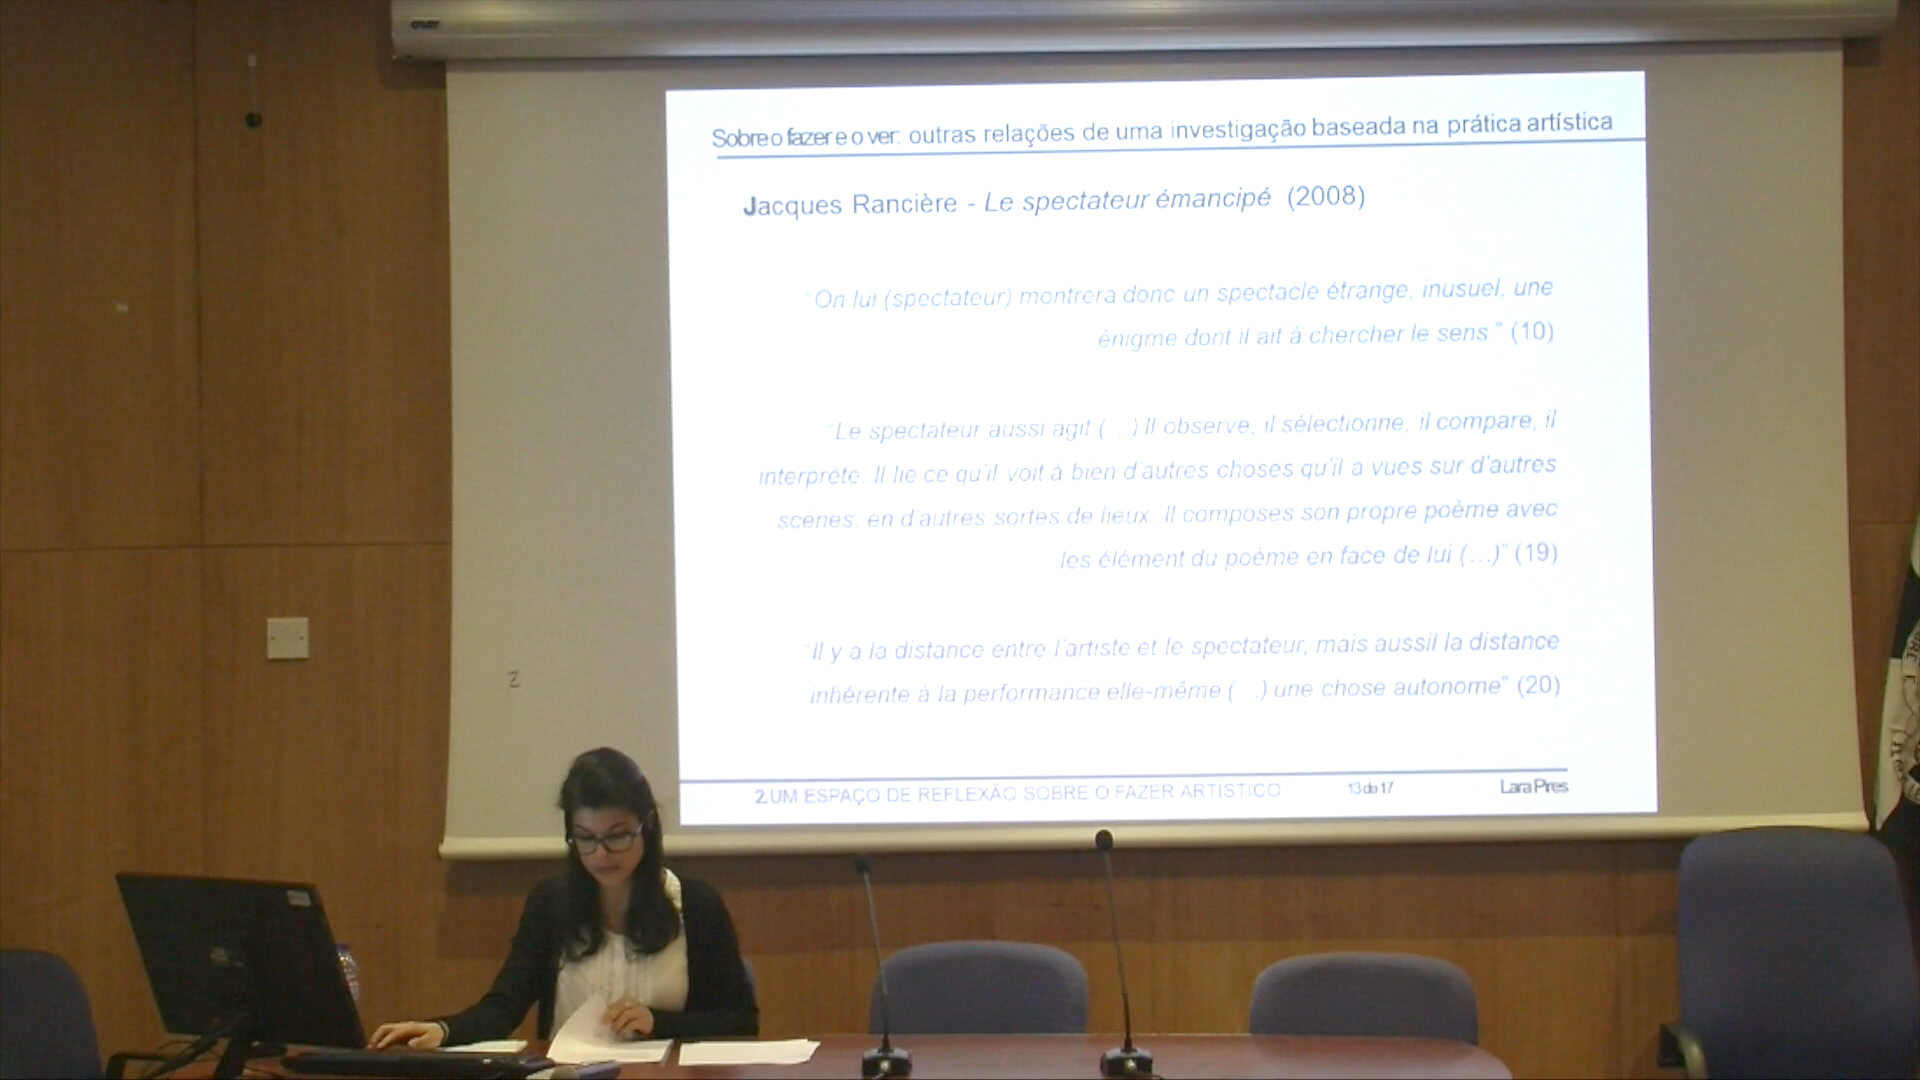 Sobre o fazer e o ver: outras relações de uma investigação baseada na prática artística
Jacques Rancière - Le spectateur émancipé (2008)
“On lui (spectateur) montrera donc un spectacle étrange, inusuel, une
énigme dont il ait à chercher le sens ” (10)
“Le spectateur aussi agit (…) Il observe, il sélectionne, il compare, il
interprète. Il lie ce qu’il voit à bien d’autres choses qu’il a vues sur d’autres
scènes, en d’autres sortes de lieux. Il composes son propre poème avec
les élément du poème en face de lui (…)” (19)
“Il y a la distance entre l’artiste et le spectateur, mais aussil la distance
inhérente à la performance elle-même (…) une chose autonome” (20)
2.UM ESPAÇO DE REFLEXÃO SOBRE O FAZER ARTÍSTICO
13 do 17
Lara Pires